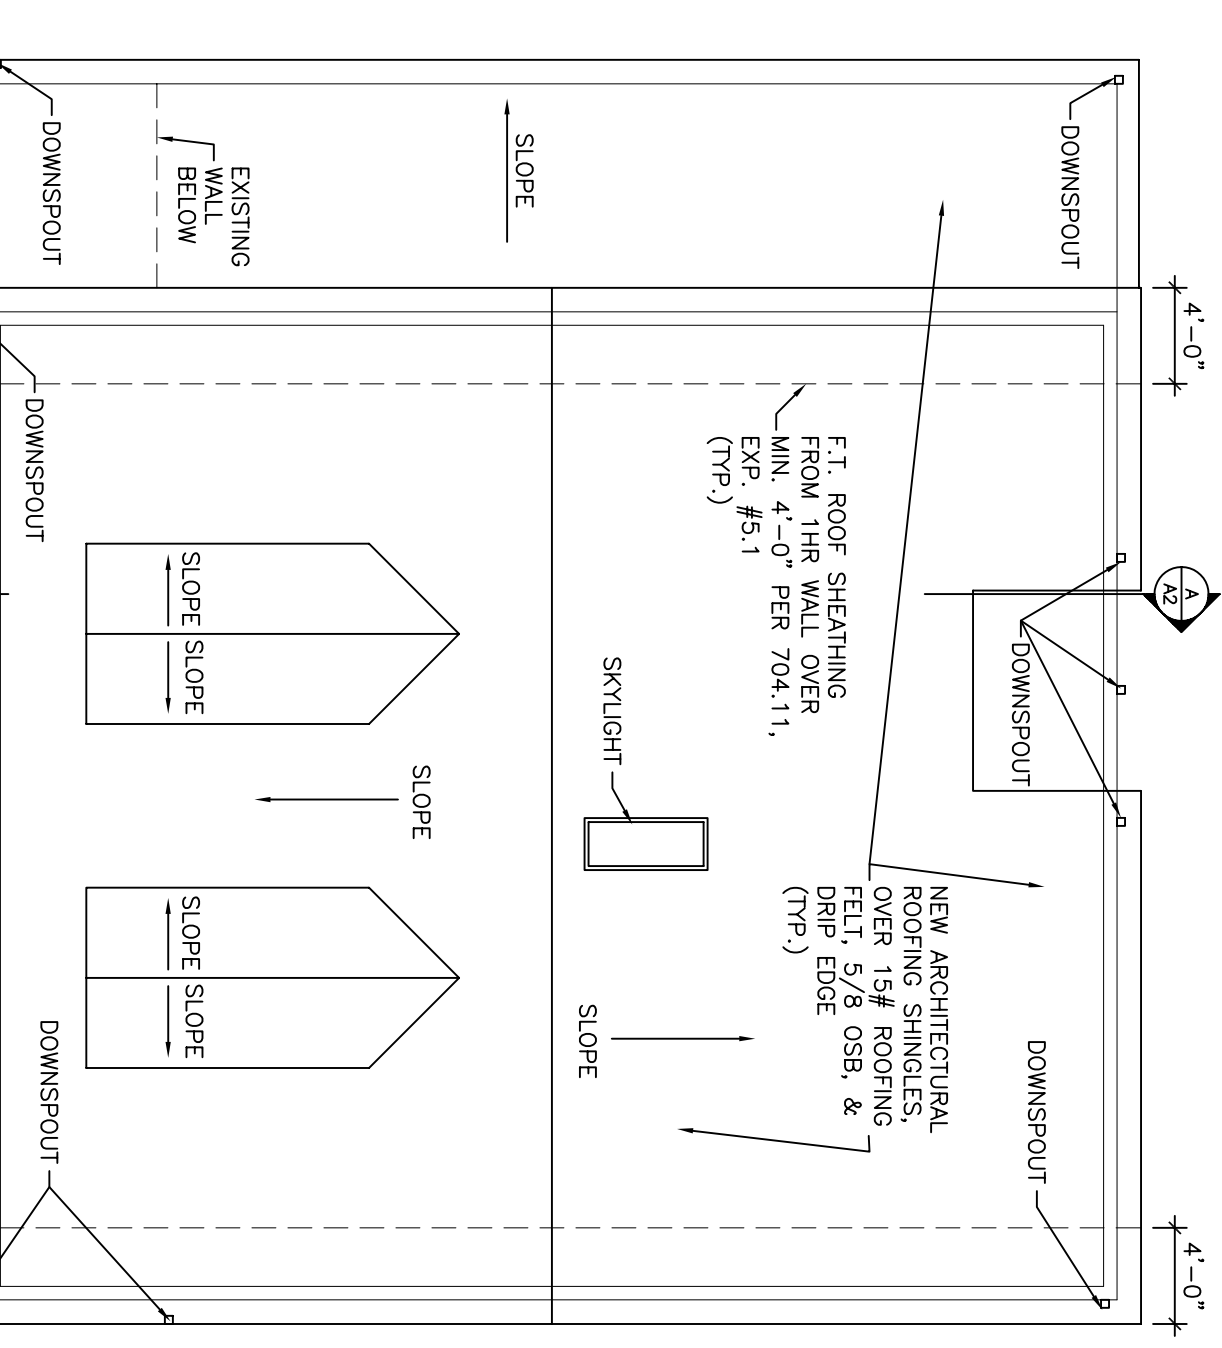 4'-0"
A
A2
4'-0"
DOWNSPOUT
DOWNSPOUT
DOWNSPOUT
NEW ARCHITECTURAL
ROOFING SHINGLES,
OVER 15# ROOFING
FELT, 5/8 OSB, &
DRIP EDGE
(TYP.)
F.T. ROOF SHEATHING
FROM 1HR WALL OVER
MIN. 4'-0" PER 704.11,
EXP. #5.1
(TYP.)
SKYLIGHT
SLOPE
SLOPE
SLOPE
EXISTING
WALL
BELOW
SLOPE SLOPE
SLOPE SLOPE
DOWNSPOUT
DOWNSPOUT
DOWNSPOUT